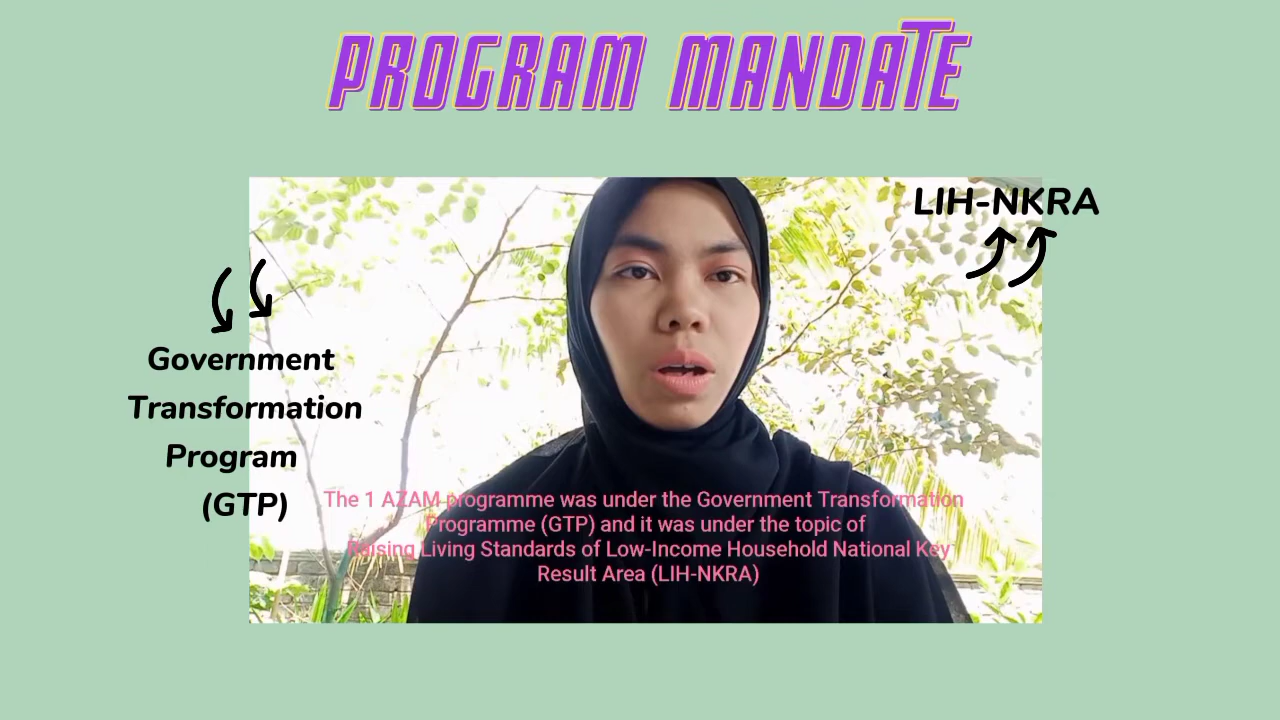 PROGRAM MANDATE
LIH-NKRA
Government
Transformation
Program
(GTP)
The 1 AZAM programme was under the Government Transformation
Programme (GTP) and it was under the topic of
Raising Living Standards of Low-Income Household National Key
Result Area (LIH-NKRA)